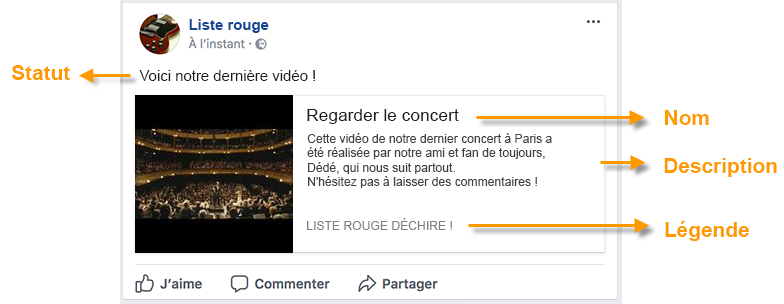 Liste rouge
À l'instant ·
Statut
Voici notre dernière vidéo !
Regarder le concert
Nom
Cette vidéo de notre dernier concert à Paris a
été réalisée par notre ami et fan de toujours,
Dédé, qui nous suit partout.
N'hésitez pas à laisser des commentaires !
Description
LISTE ROUGE DÉCHIRE !
Légende
J'aime
Commenter
Partager